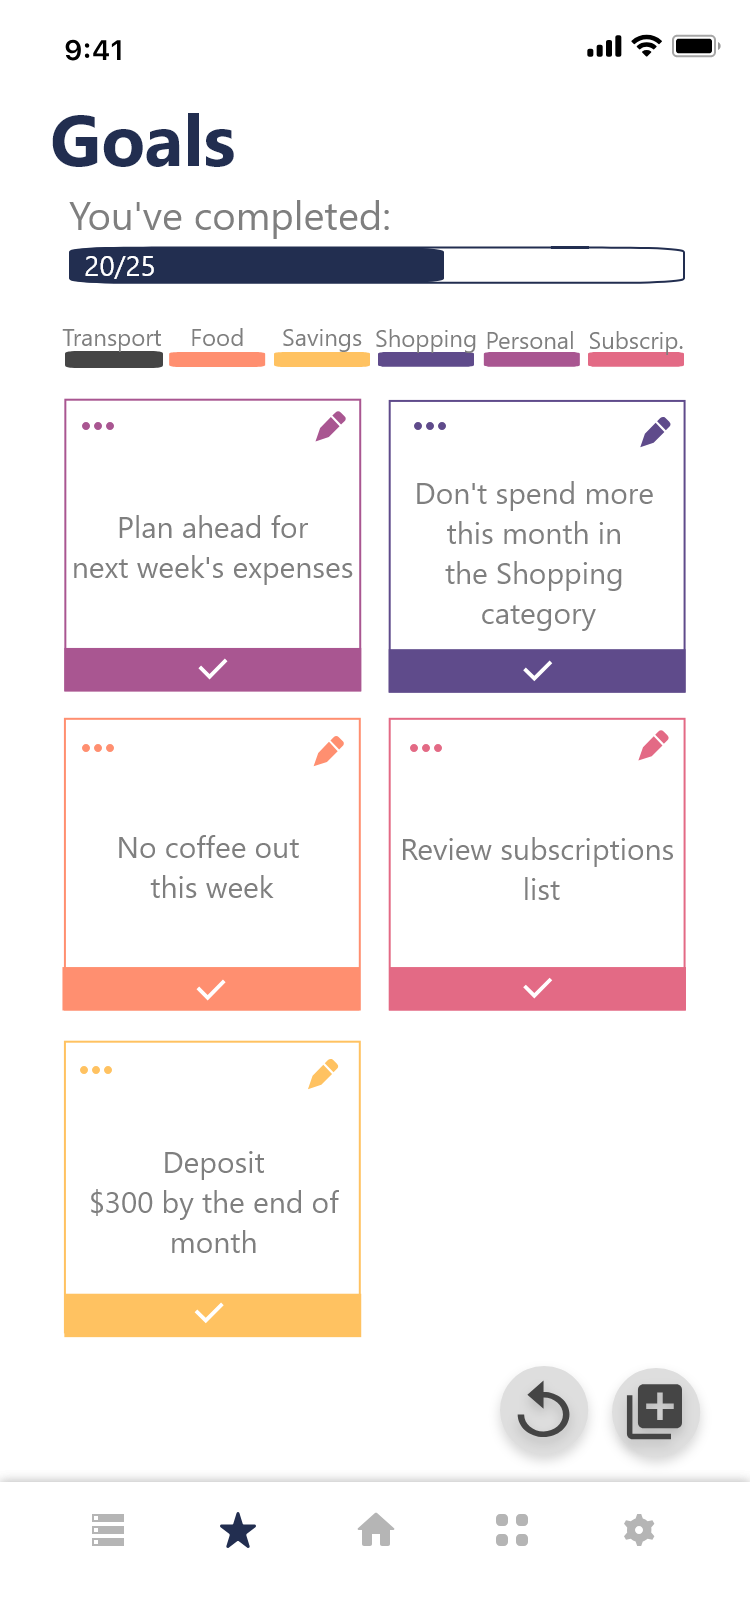 9:41
Goals
You've completed:
20/25
Transport Food Savings Shopping Personal Subscrip.
Plan ahead for
next week's expenses
Don't spend more
this month in
the Shopping
category
No coffee out
this week
Review subscriptions
list
Deposit
$300 by the end of
month